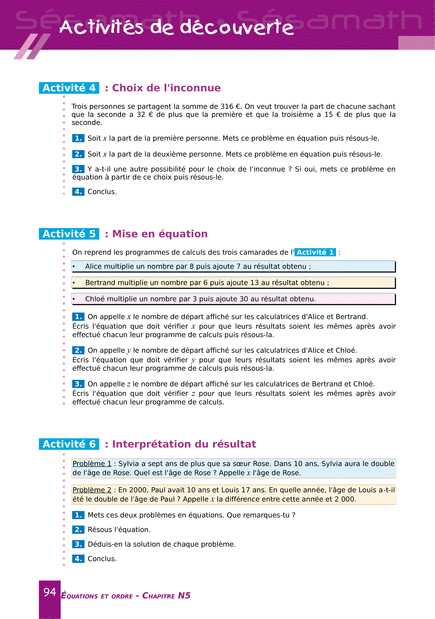 Sésamath
Sésamath
Activités de découverte
Activité 4 : Choix de l'inconnue
Trois personnes se partagent la somme de 316 €. On veut trouver la part de chacune sachant
que la seconde a 32 € de plus que la première et que la troisième a 15 € de plus que la
seconde.
1. Soit x la part de la première personne. Mets ce problème en équation puis résous-le.
2. Soit x la part de la deuxième personne. Mets ce problème en équation puis résous-le.
3. Y a-t-il une autre possibilité pour le choix de l'inconnue ? Si oui, mets ce problème en
équation à partir de ce choix puis résous-le.
4. Conclus.
Activité 5 : Mise en équation
On reprend les programmes de calculs des trois camarades de l'Activité 1 :
• Alice multiplie un nombre par 8 puis ajoute 7 au résultat obtenu ;
• Bertrand multiplie un nombre par 6 puis ajoute 13 au résultat obtenu ;
• Chloé multiplie un nombre par 3 puis ajoute 30 au résultat obtenu.
1. On appelle x le nombre de départ affiché sur les calculatrices d'Alice et Bertrand.
Écris l'équation que doit vérifier x pour que leurs résultats soient les mêmes après avoir
effectué chacun leur programme de calculs puis résous-la.
2. On appelle y le nombre de départ affiché sur les calculatrices d'Alice et Chloé.
Écris l'équation que doit vérifier y pour que leurs résultats soient les mêmes après avoir
effectué chacun leur programme de calculs puis résous-la.
3. On appelle z le nombre de départ affiché sur les calculatrices de Bertrand et Chloé.
Écris l'équation que doit vérifier z pour que leurs résultats soient les mêmes après avoir
effectué chacun leur programme de calculs.
Activité 6 : Interprétation du résultat
Problème 1 : Sylvia a sept ans de plus que sa sœur Rose. Dans 10 ans, Sylvia aura le double
de l'âge de Rose. Quel est l'âge de Rose ? Appelle x l'âge de Rose.
Problème 2 : En 2000, Paul avait 10 ans et Louis 17 ans. En quelle année, l'âge de Louis a-t-il
été le double de l'âge de Paul ? Appelle x la différence entre cette année et 2 000.
1. Mets ces deux problèmes en équations. Que remarques-tu ?
2. Résous l'équation.
3. Déduis-en la solution de chaque problème.
4. Conclus.
94 Équations et ordre - Chapitre N5